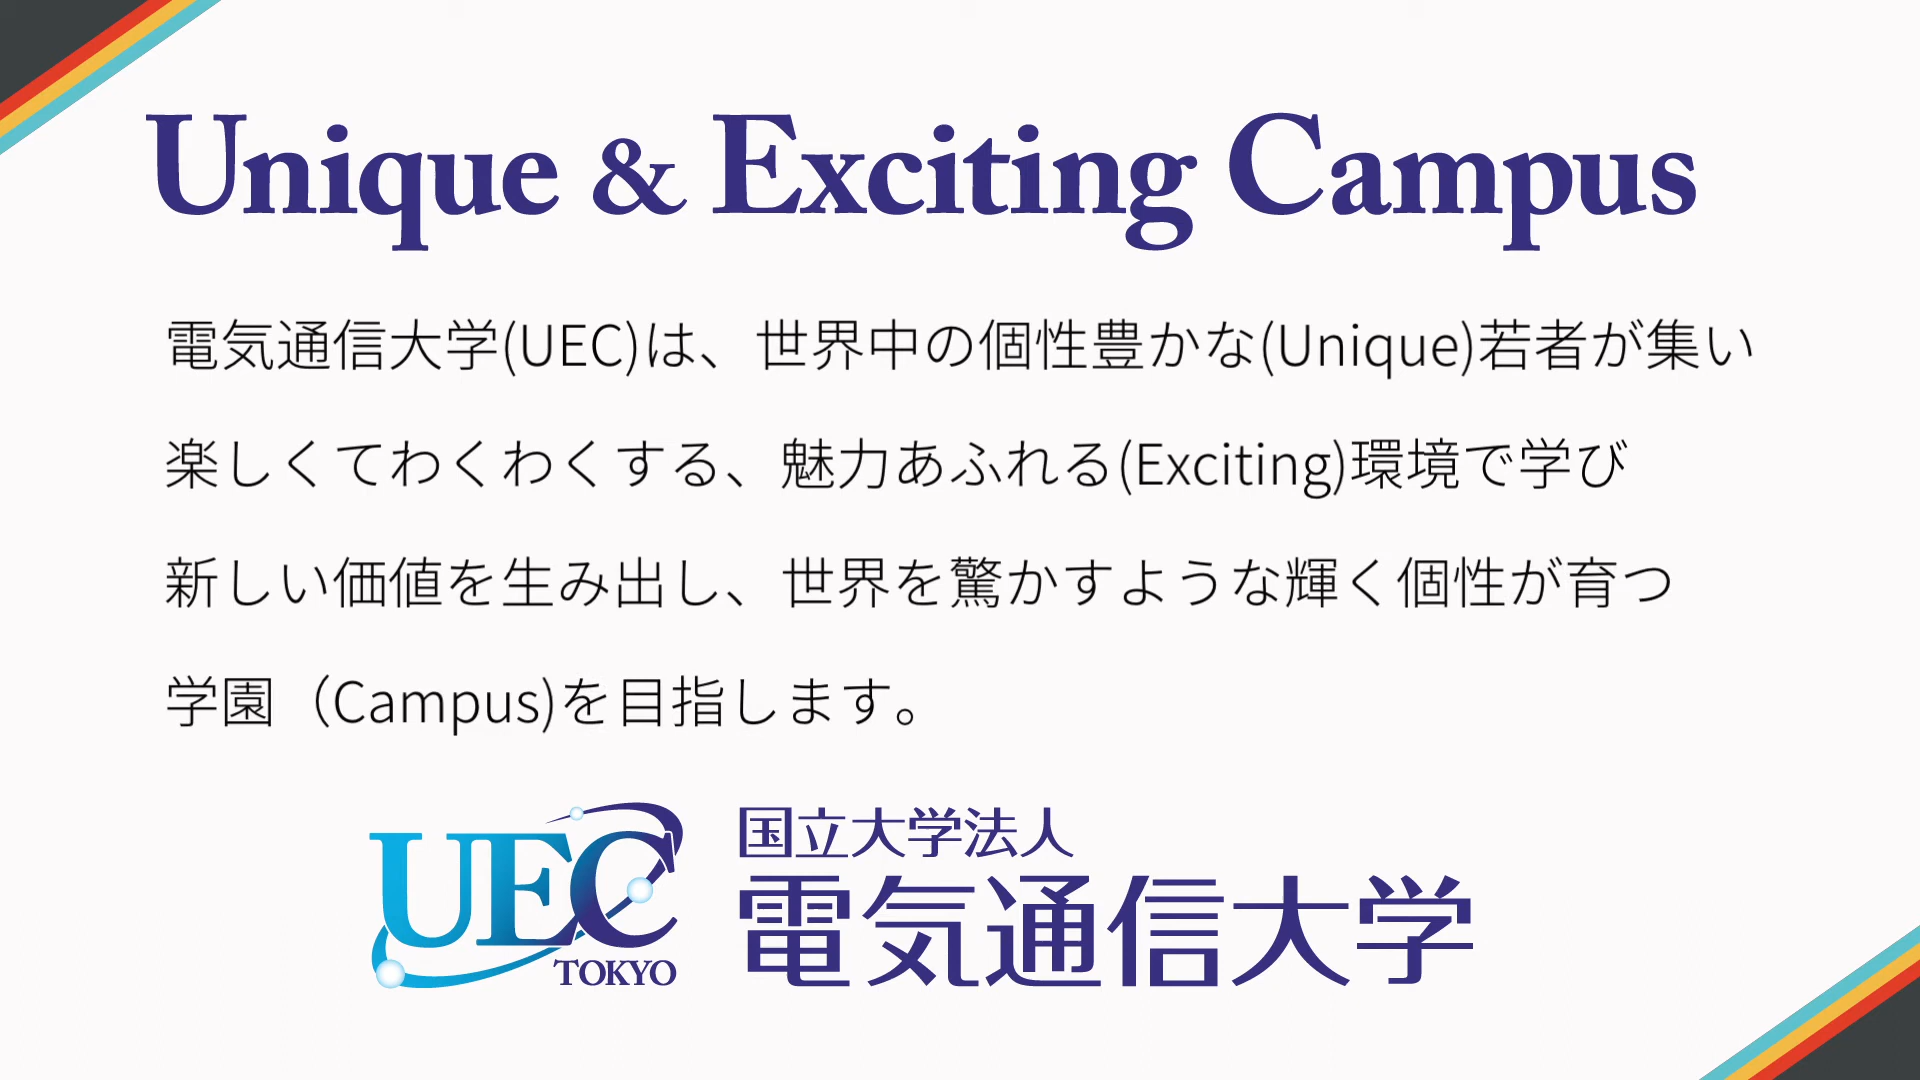 Unique & Exciting Campus
電気通信大学(UEC)は、世界中の個性豊かな(Unique)若者が集い
楽しくてわくわくする、魅力あふれる(Exciting)環境で学び
新しい価値を生み出し、世界を驚かすような輝く個性が育つ
学園（Campus)を目指します。
UEC
TOKYO
国立大学法人
電気通信大学